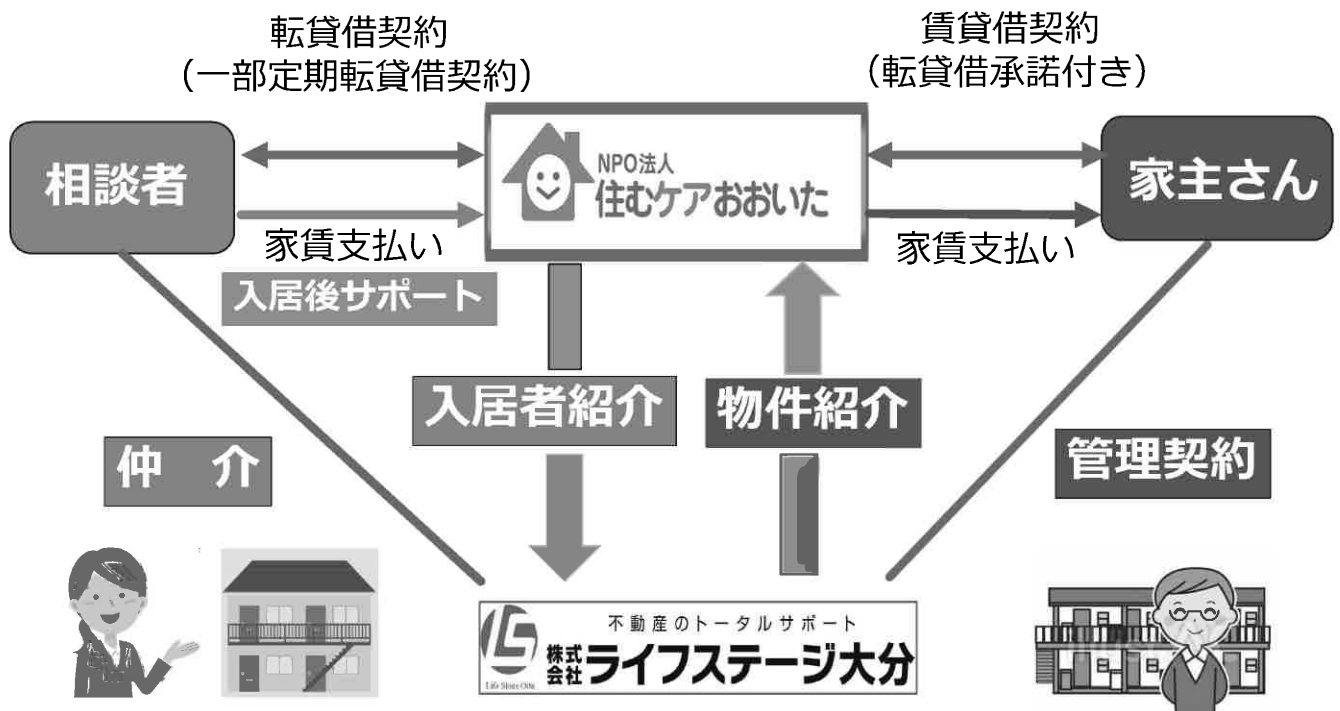 転貸借契約
（一部定期転貸借契約）
賃貸借契約
（転貸借承諾付き）
相談者
NPO法人
住むケアおおいた
家主さん
家賃支払い
家賃支払い
入居後サポート
入居者紹介
物件紹介
仲　介
管理契約
不動産のトータルサポート
株式会社
ライフステージ大分
LS
Life Stage Oita